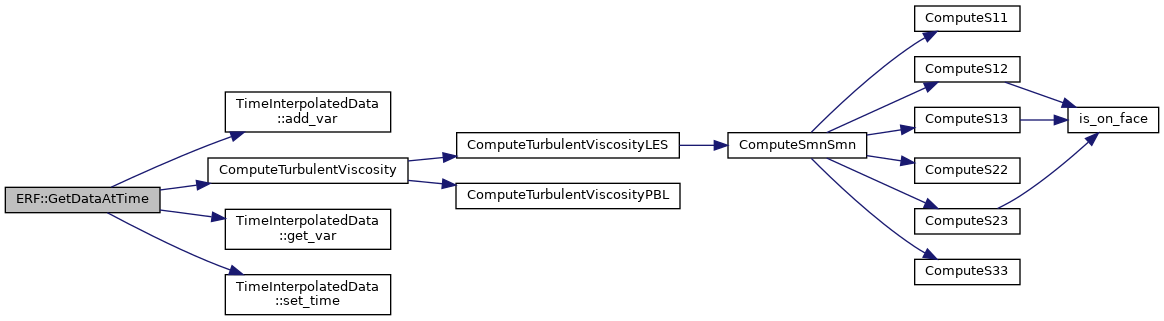 ERF::GetDataAtTime
TimeInterpolatedData
::add_var
ComputeTurbulentViscosity
TimeInterpolatedData
::get_var
TimeInterpolatedData
::set_time
ComputeTurbulentViscosityLES
ComputeTurbulentViscosityPBL
ComputeSmnSmn
ComputeS11
ComputeS12
ComputeS13
ComputeS22
ComputeS23
ComputeS33
is_on_face